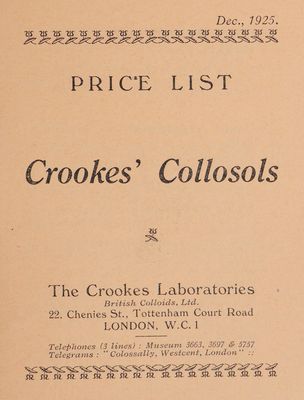 Dec., 1925.
PRICE LIST
Crookes' Collosols
The Crookes Laboratories
British Colloids, Ltd.
22, Chenies St., Tottenham Court Road
LONDON, W.C. 1
Telephones (3 lines) : Museum 3663, 3697 & 5757
Telegrams : "Colossally, Westcent, London" ::